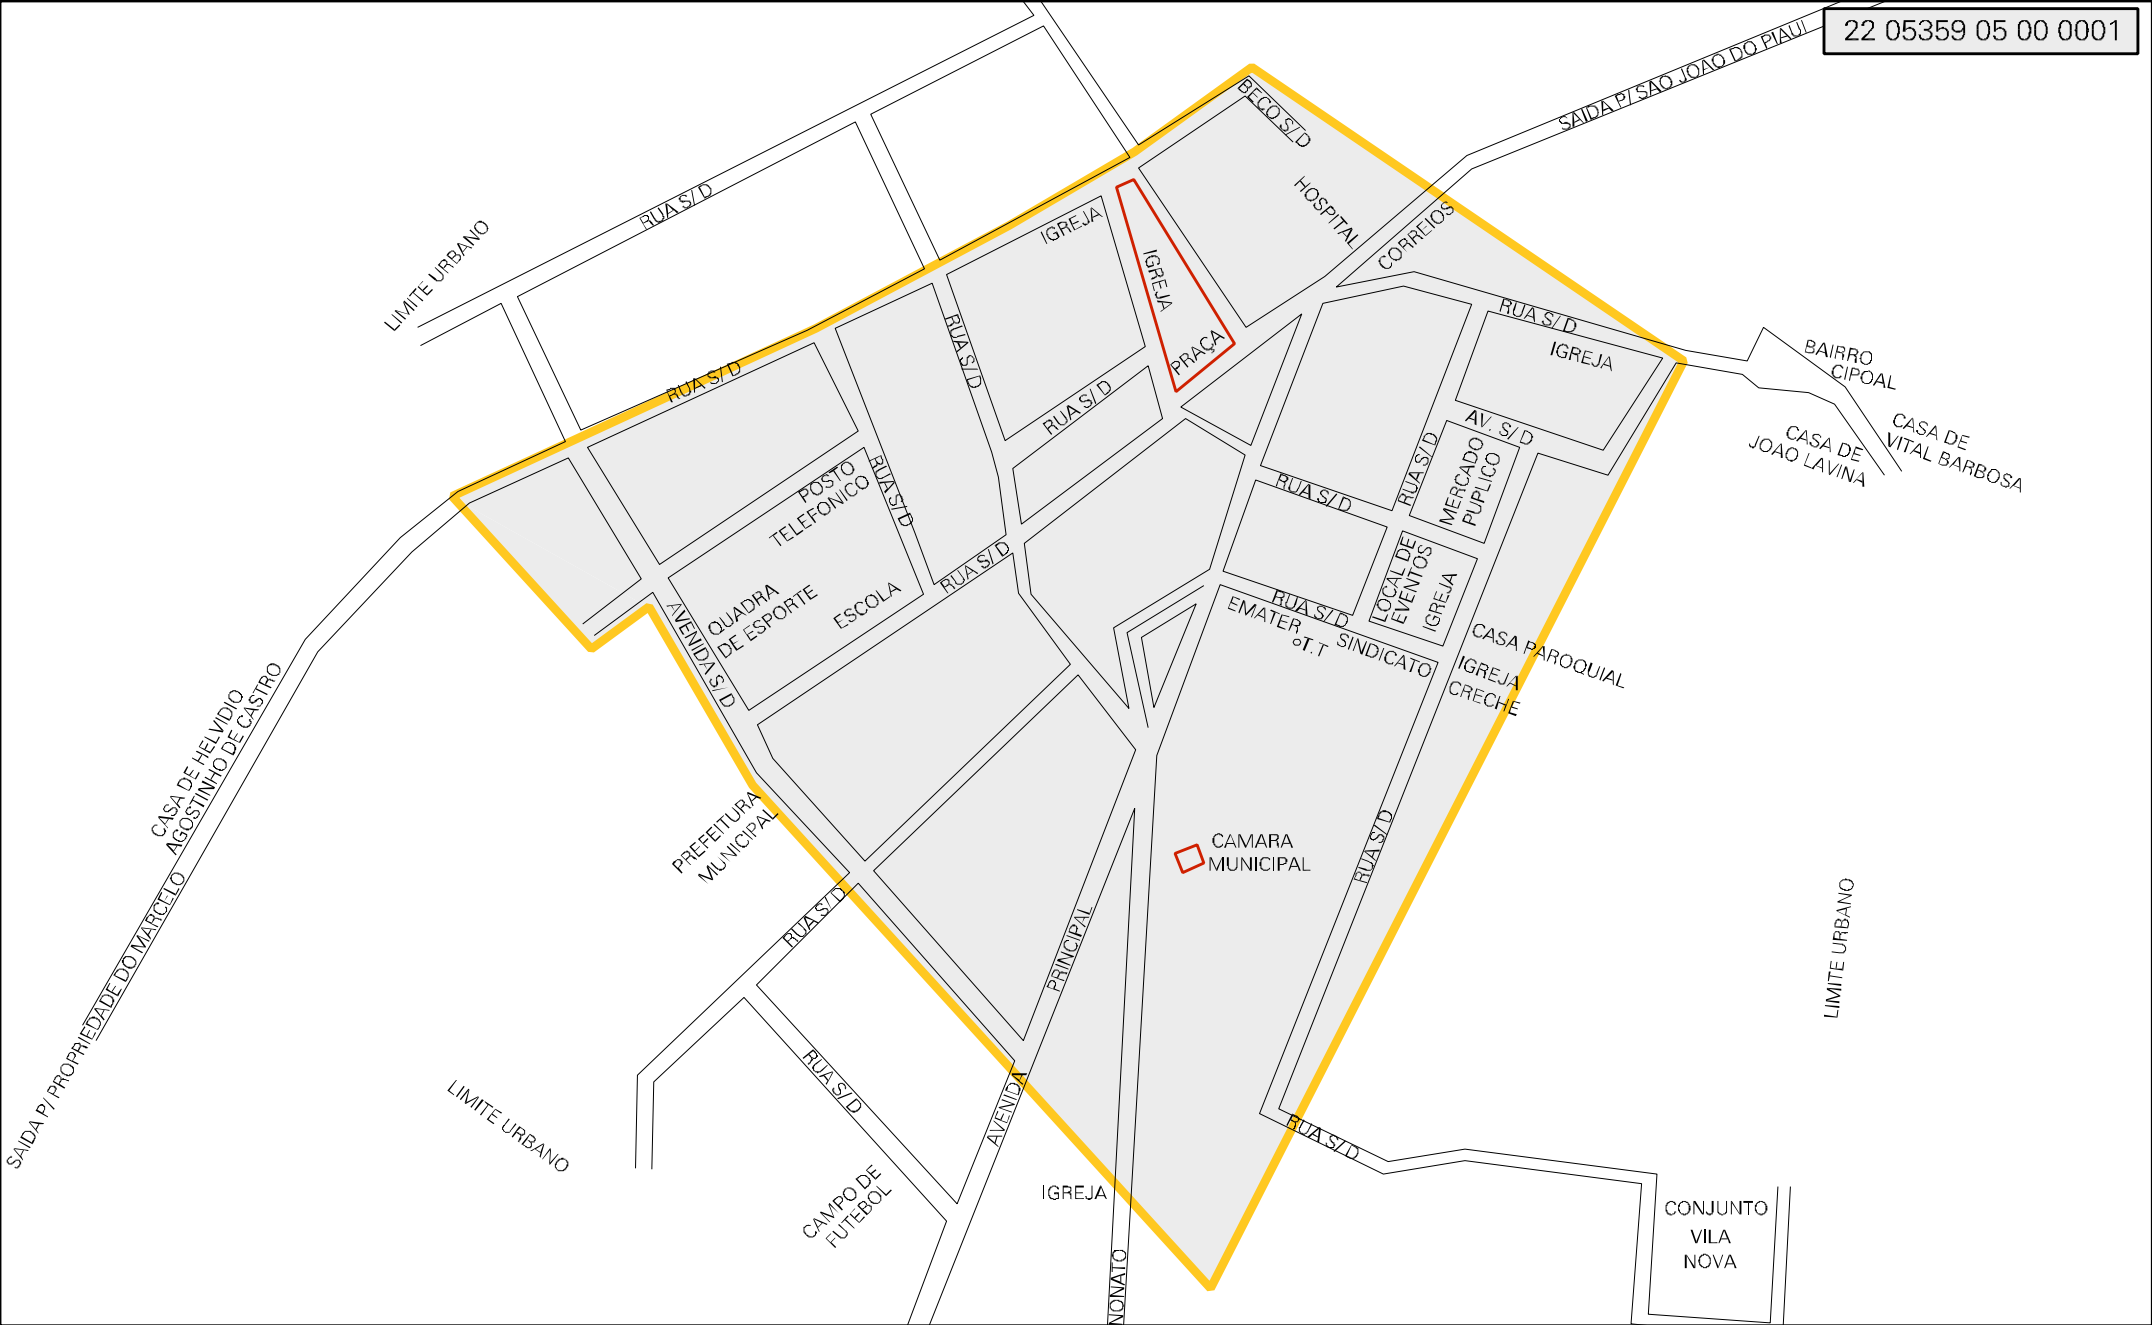 22 05359 05 00 0001
SAIDA P/ SAO JOAO DO PIAUI
BECO S/D
RUA S/D
LIMITE URBANO
HOSPITAL
CORREIOS
IGREJA
IGREJA
PRAÇA
RUA S/D
RUA S/D
IGREJA
BAIRRO
CIPOAL
RUA S/D
RUA S/D
AV. S/D
CASA DE
VITAL BARBOSA
CASA DE
JOAO LAVINA
RUA S/D
MERCADO
PUPLICO
POSTO
TELEFONICO
RUA S/D
RUA S/D
RUA S/D
LOCAL DE
EVENTOS
IGREJA
QUADRA
DE ESPORTE
ESCOLA
AVENIDA S/D
RUA S/D
EMATER
T.T
SINDICATO
CASA PAROQUIAL
IGREJA
CRECHE
CASA DE HELVIDIO
AGOSTINHO DE CASTRO
PREFEITURA
MUNICIPAL
CAMARA
MUNICIPAL
RUA S/D
RUA S/D
SAIDA P/ PROPRIEDADE DO MARCELO
AVENIDA PRINCIPAL
LIMITE URBANO
RUA S/D
LIMITE URBANO
RUA S/D
CAMPO DE
FUTEBOL
IGREJA
NONATO
CONJUNTO
VILA
NOVA